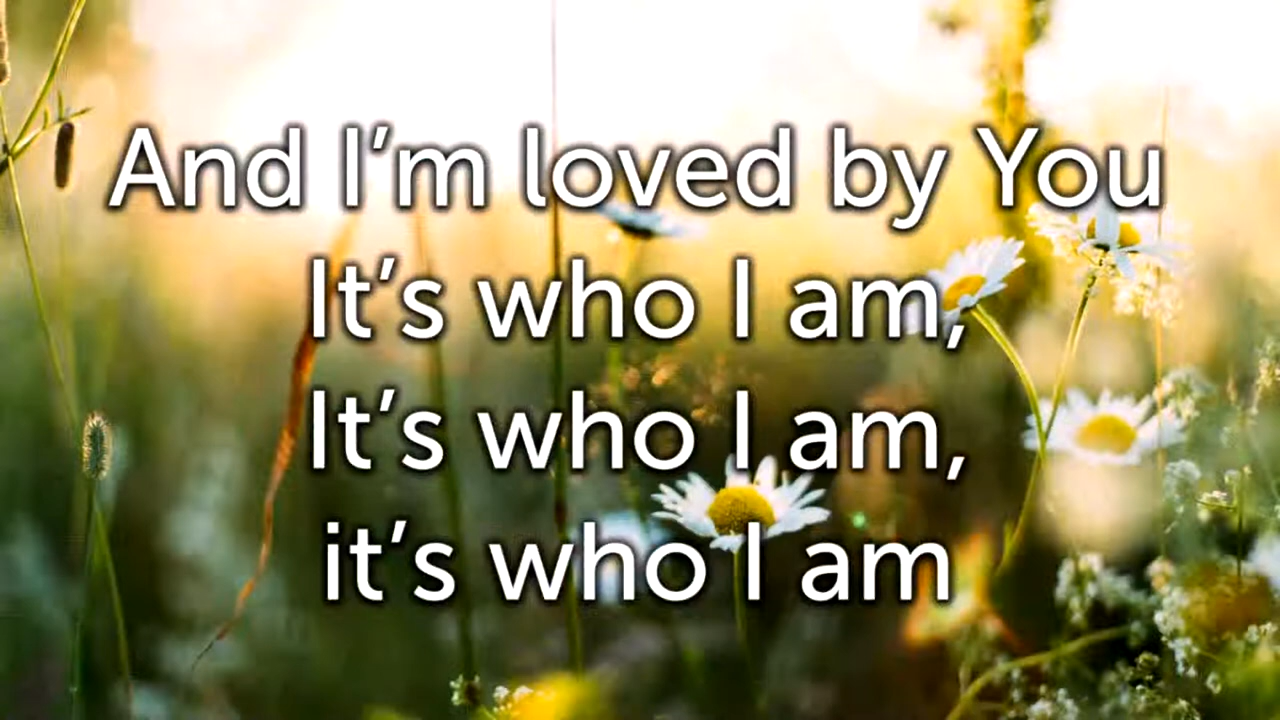 And I’m loved by You
It’s who I am,
It’s who I am,
it’s who I am